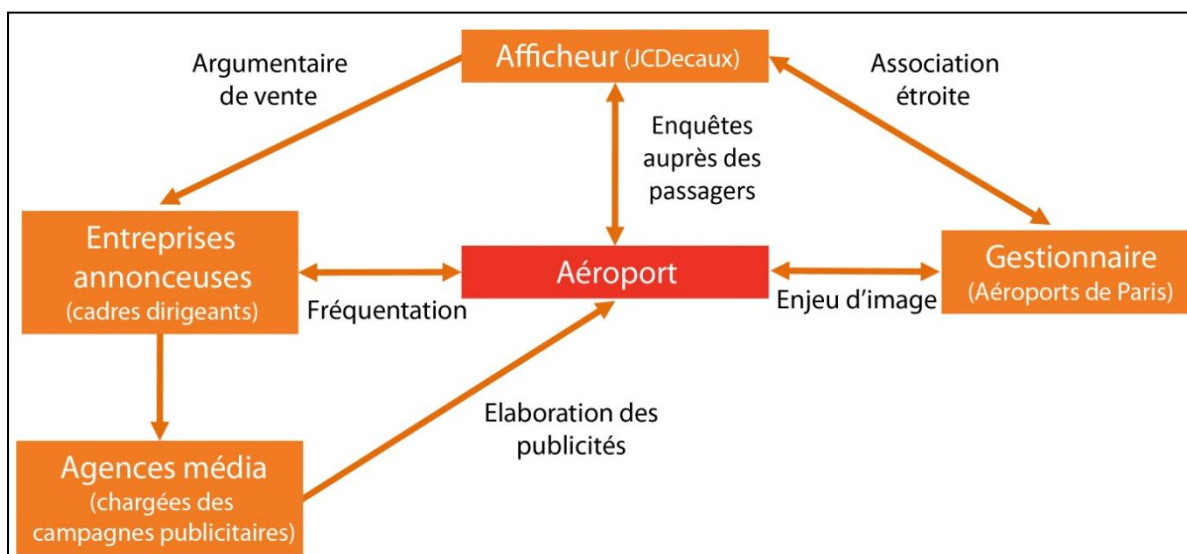 Afficheur (JCDecaux)
Argumentaire
de vente
Association
étroite
Enquêtes
auprès des
passagers
Entreprises
annonceuses
(cadres dirigeants)
Fréquentation
Aéroport
Enjeu d’image
Gestionnaire
(Aéroports de Paris)
Elaboration des
publicités
Agences média
(chargées des
campagnes publicitaires)